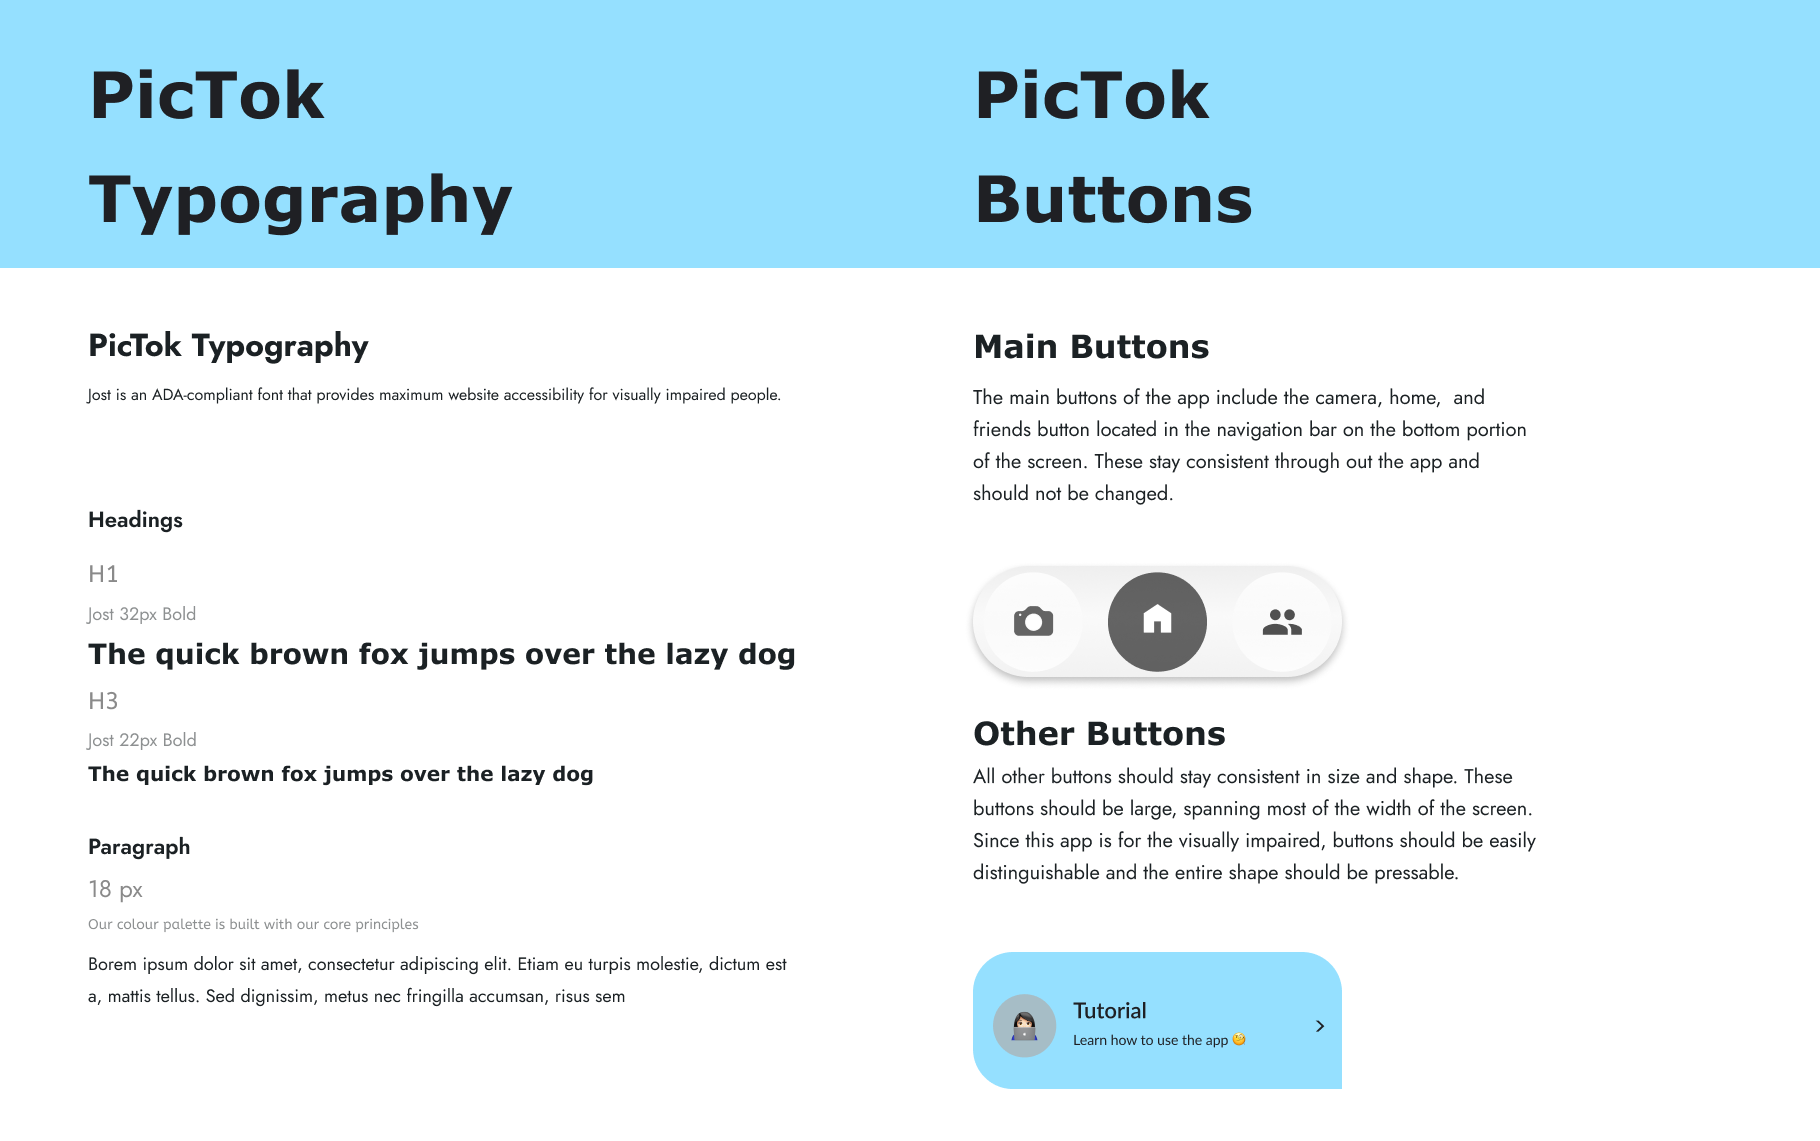 PicTok
Typography
PicTok Typography
Jost is an ADA-compliant font that provides maximum website accessibility for visually impaired people.
Headings
H1
Jost 32px Bold
The quick brown fox jumps over the lazy dog
H3
Jost 22px Bold
The quick brown fox jumps over the lazy dog
Paragraph
18 px
Our colour palette is built with our core principles
Borem ipsum dolor sit amet, consectetur adipiscing elit. Etiam eu turpis molestie, dictum est
a, mattis tellus. Sed dignissim, metus nec fringilla accumsan, risus sem
PicTok
Buttons
Main Buttons
The main buttons of the app include the camera, home,  and
friends button located in the navigation bar on the bottom portion
of the screen. These stay consistent through out the app and
should not be changed.
Other Buttons
All other buttons should stay consistent in size and shape. These
buttons should be large, spanning most of the width of the screen.
Since this app is for the visually impaired, buttons should be easily
distinguishable and the entire shape should be pressable.
Tutorial
Learn how to use the app 🧐